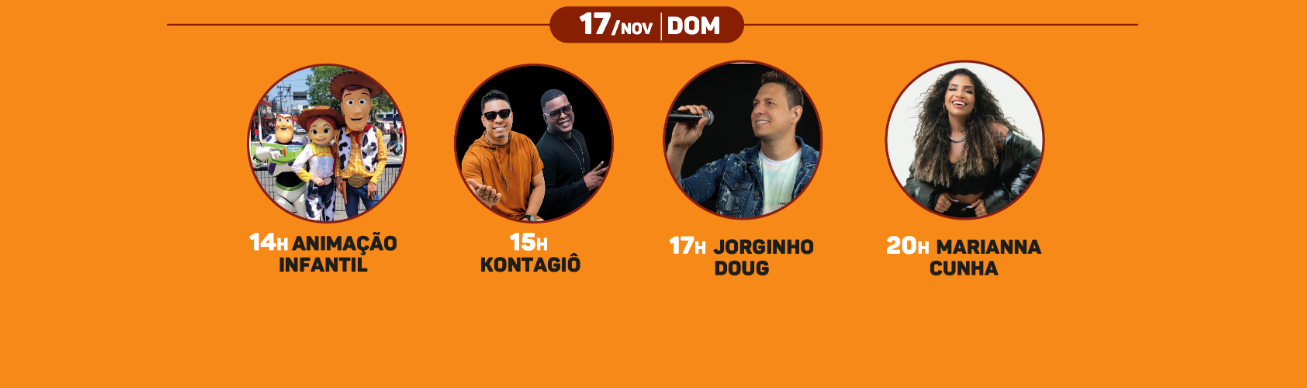 17/NOV | DOM
14H ANIMAÇÃO
INFANTIL
15H
KONTAGIÔ
17H JORGINHO
DOUG
20H MARIANNA
CUNHA